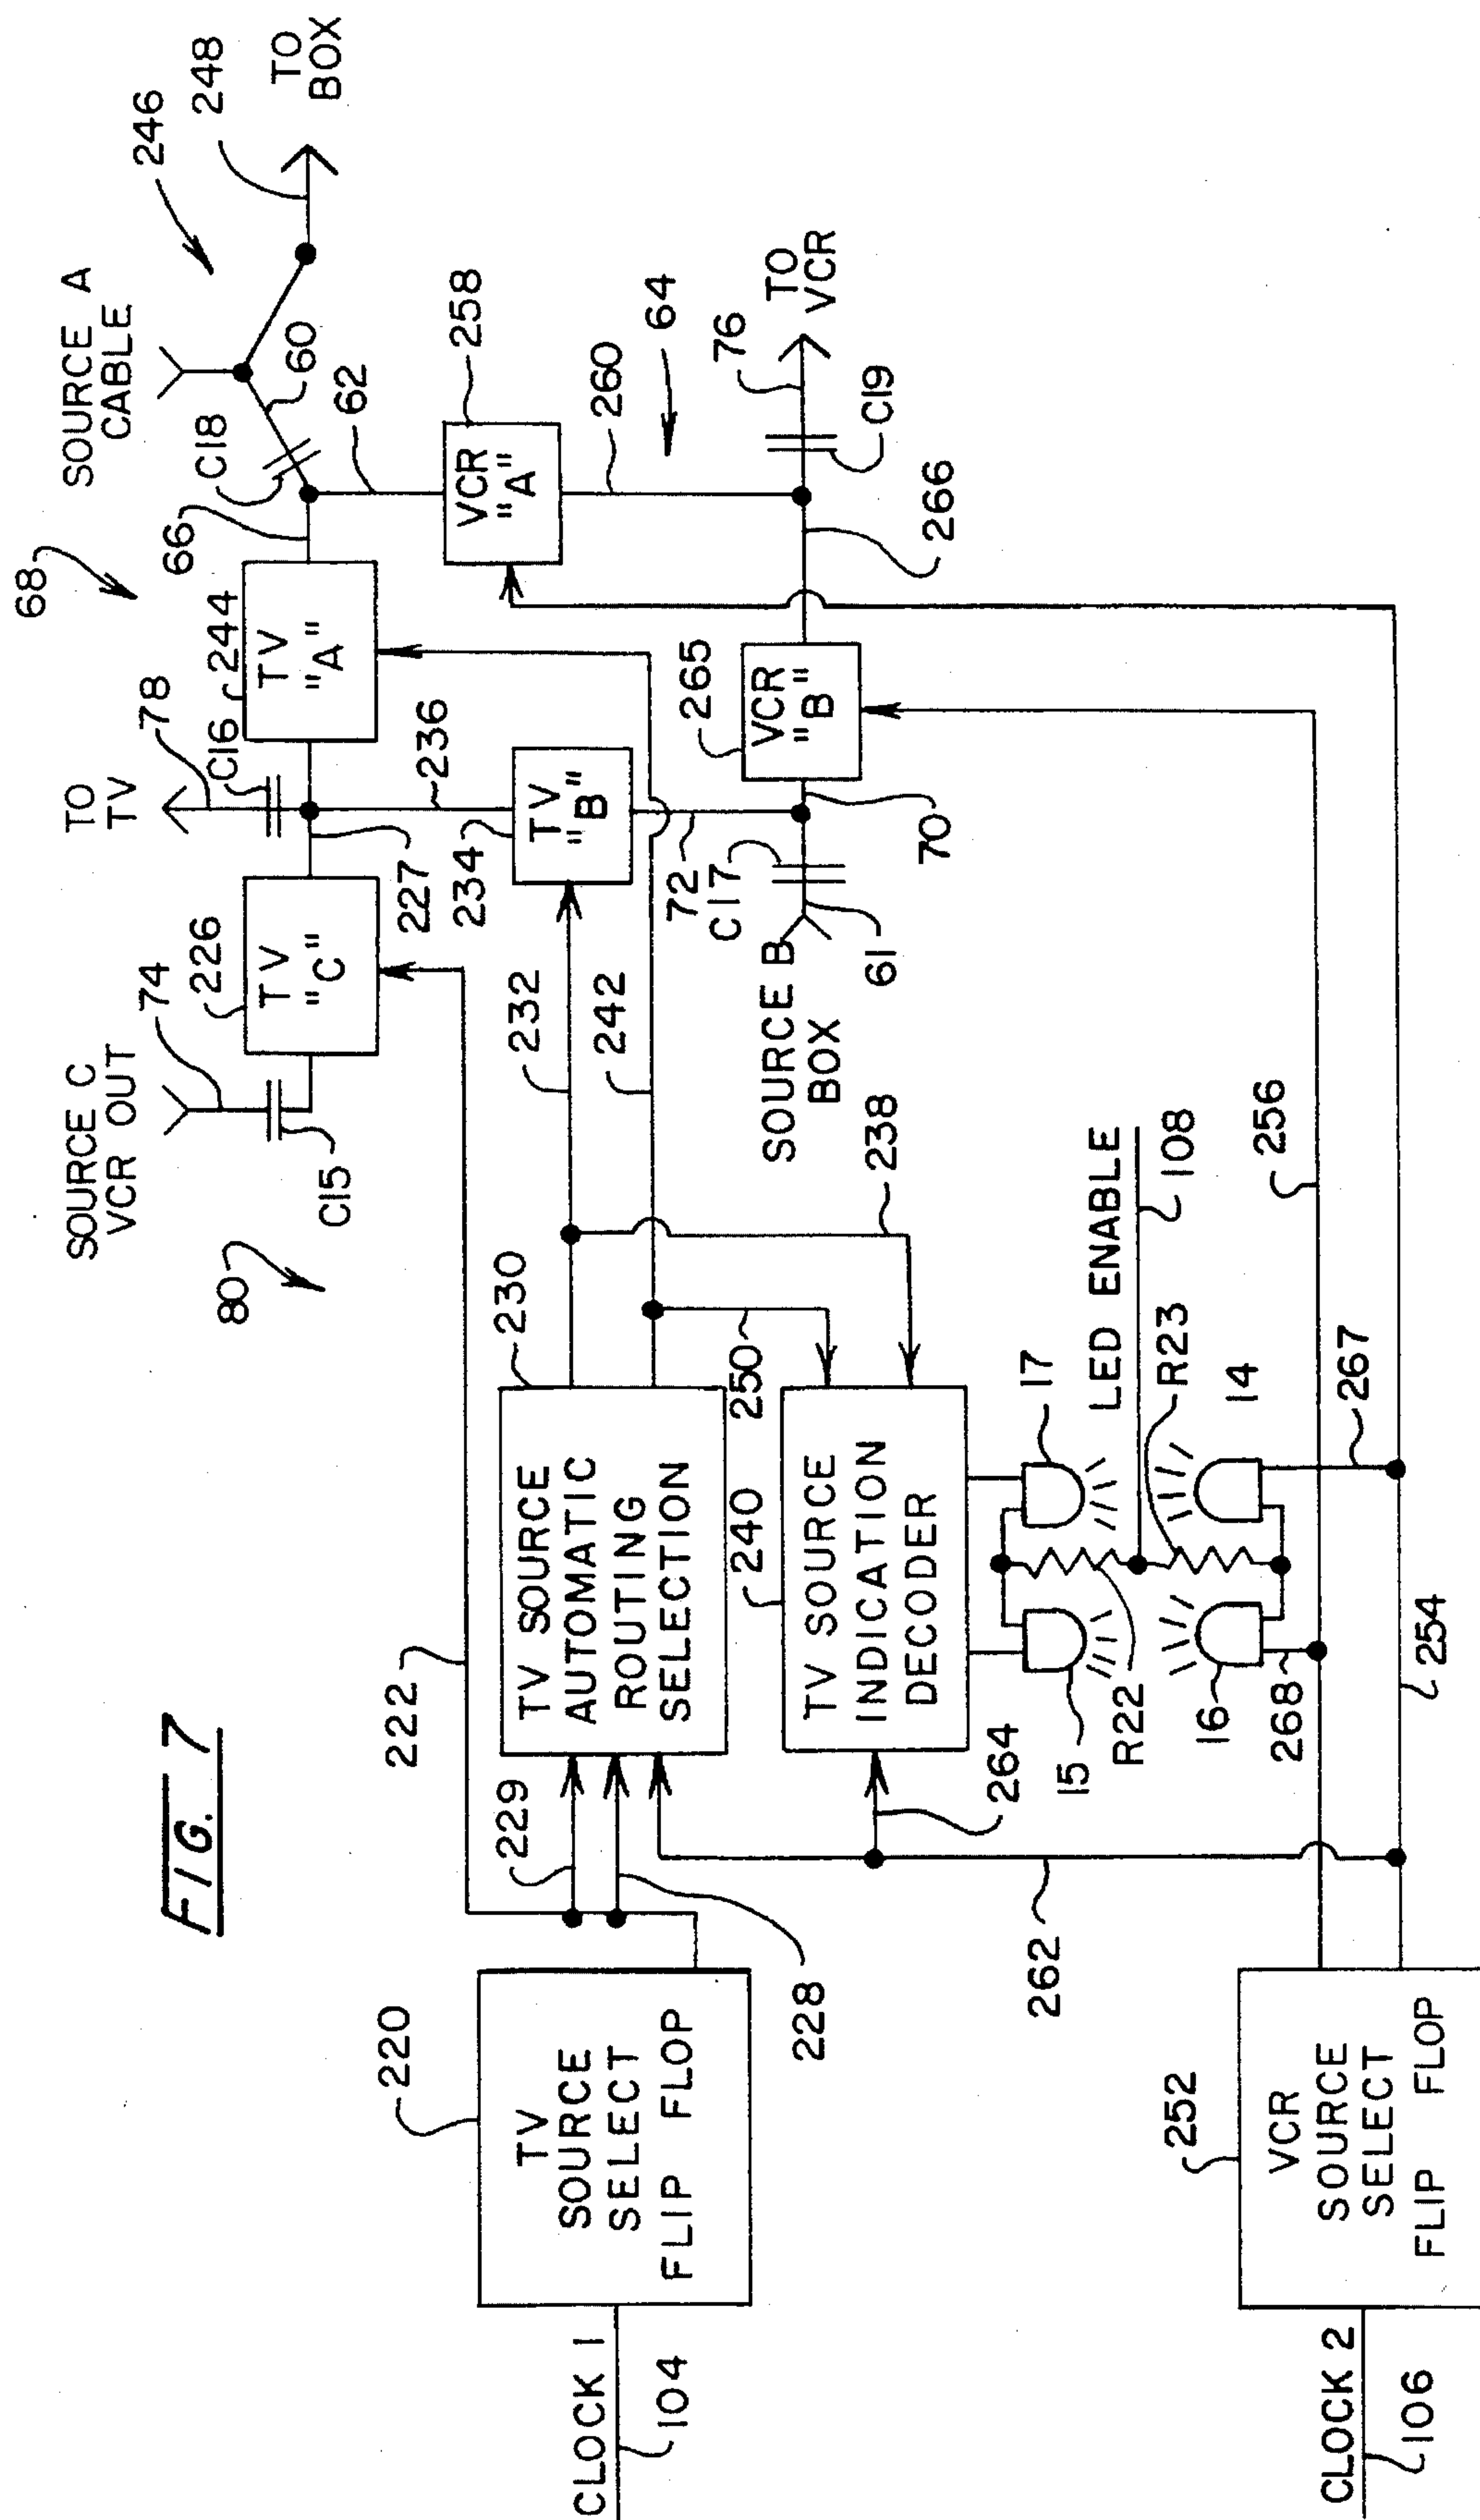 FIG. 7
CLOCK 1
104
220
TV
SOURCE
SELECT
FLIP FLOP
222
229
228
230
TV SOURCE
AUTOMATIC
ROUTING
SELECTION
240
TV SOURCE
INDICATION
DECODER
250
238
232
242
264
262
15
17
R22
LED ENABLE
108
R23
16
14
268
267
256
254
CLOCK 2
106
252
VCR
SOURCE
SELECT
FLIP FLOP
80
SOURCE C
VCR OUT
74
C15
226
TV
"C"
227
TO
TV
78
C16
236
234
TV
"B"
72
C17
SOURCE B
BOX
61
70
68
244
TV
"A"
66
C18
SOURCE A
CABLE
60
62
246
248
TO
BOX
258
VCR
"A"
260
64
265
VCR
"B"
266
76
C19
TO
VCR